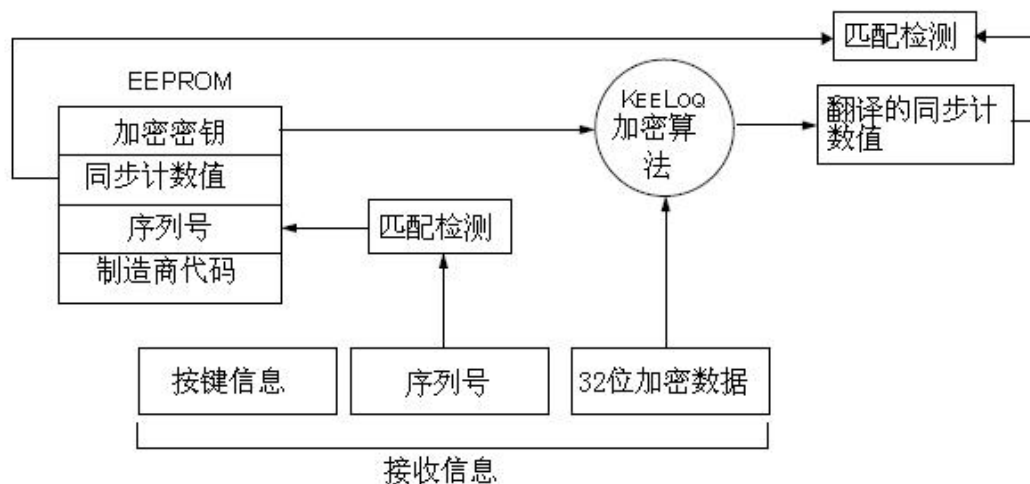 匹配检测
EEPROM
KEELOQ
加密算
法
翻译的同步计
数值
加密密钥
同步计数值
序列号
制造商代码
匹配检测
按键信息
序列号
32位加密数据
接收信息